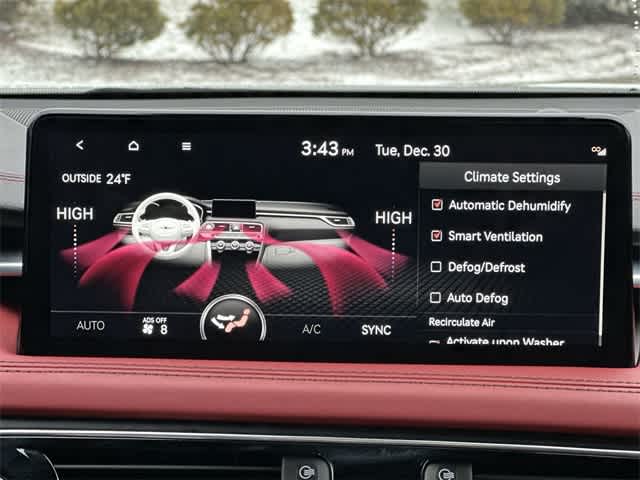 3:43 PM Tue, Dec. 30
OUTSIDE 24°F
HIGH
HIGH
Climate Settings
Automatic Dehumidify
Smart Ventilation
Defog/Defrost
Auto Defog
Recirculate Air
Activate upon Washer
AUTO
ADS OFF
8
A/C
SYNC